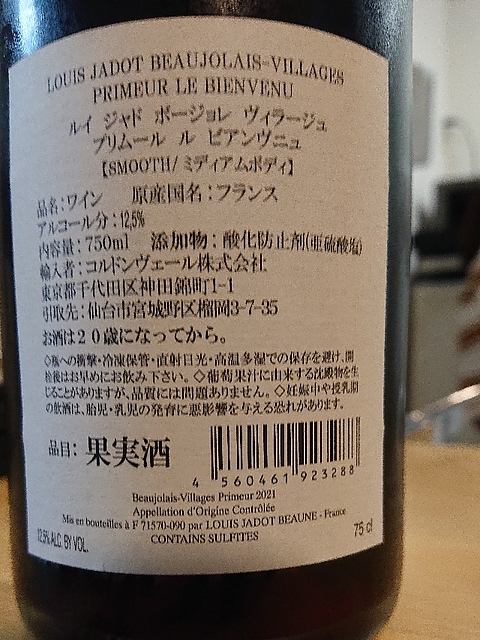 LOUIS JADOT BEAUJOLAIS-VILLAGES
PRIMEUR LE BIENVENU
ルイ ジャド ボージョレ ヴィラージュ
プリムール ル ビアンヴニュ
【SMOOTH/ミディアムボディ】
品名：ワイン 原産国名：フランス
アルコール分：12.5%
内容量：750ml 添加物：酸化防止剤(亜硫酸塩)
輸入者：コルドンヴェール株式会社
東京都千代田区神田錦町1-1
引取先：仙台市宮城野区榴岡3-7-35
お酒は２０歳になってから。
◇瓶への衝撃・冷凍保管・直射日光・高温多湿での保存を避け、開
栓後はお早めにお飲み下さい。◇葡萄果汁に由来する沈殿物を生
じることがありますが、品質には問題ありません。◇妊娠中や授乳期
の飲酒は、胎児・乳児の発育に悪影響を与える恐れがあります。
品目：果実酒
4 560461 923288
Beaujolais-Villages Primeur 2021
Appellation d'Origine Contrôlée
Mis en bouteilles à F 71570-090 par LOUIS JADOT BEAUNE - France
12.5% ALC. BY VOL. CONTAINS SULFITES 75 cl